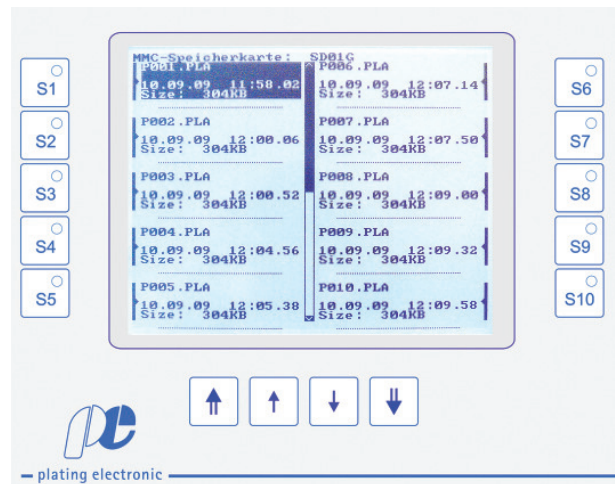 MMC-Speicherkarte: SD01G
P001.PLA
10.09.09 11:58.02
Size: 304KB
P002.PLA
10.09.09 12:00.06
Size: 304KB
P003.PLA
10.09.09 12:00.52
Size: 304KB
P004.PLA
10.09.09 12:04.56
Size: 304KB
P005.PLA
10.09.09 12:05.38
Size: 304KB
P006.PLA
10.09.09 12:07.14
Size: 304KB
P007.PLA
10.09.09 12:07.50
Size: 304KB
P008.PLA
10.09.09 12:09.00
Size: 304KB
P009.PLA
10.09.09 12:09.32
Size: 304KB
P010.PLA
10.09.09 12:09.58
Size: 304KB
S1
S2
S3
S4
S5
S6
S7
S8
S9
S10
pe
plating electronic